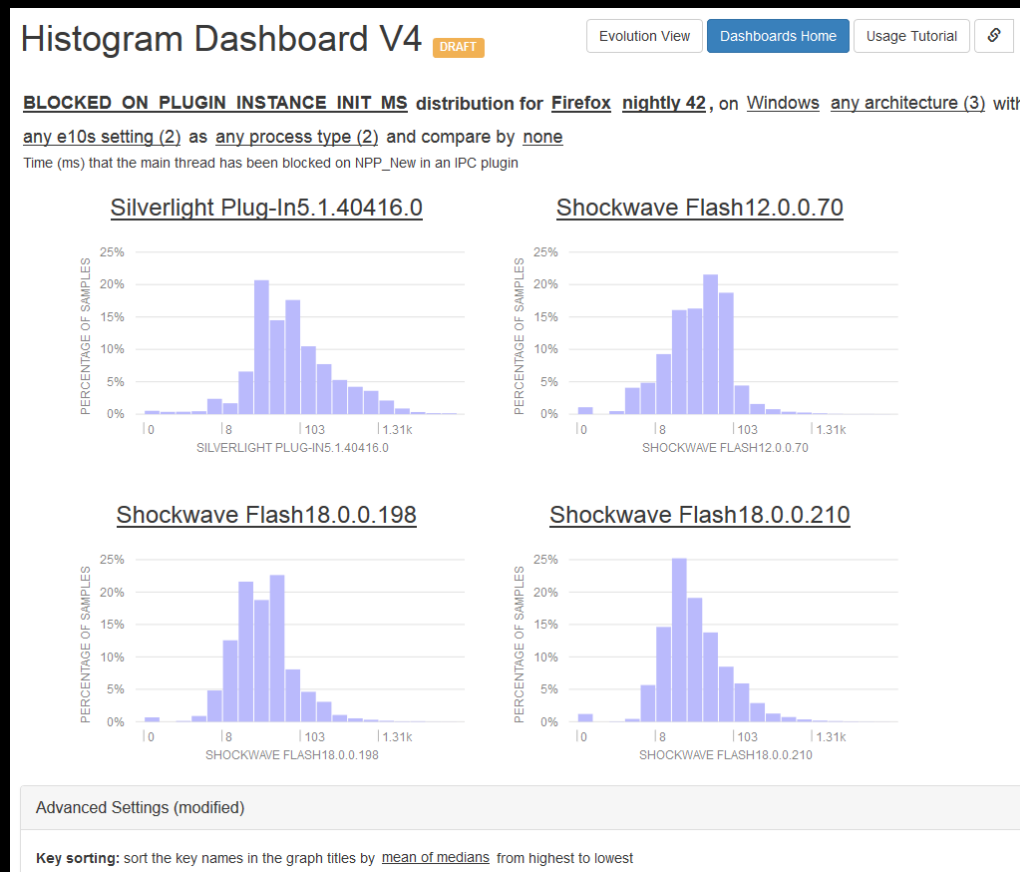 Histogram Dashboard V4 DRAFT
Evolution View Dashboards Home Usage Tutorial
BLOCKED_ON_PLUGIN_INSTANCE_INIT_MS distribution for Firefox nightly 42, on Windows any architecture (3) with
any e10s setting (2) as any process type (2) and compare by none
Time (ms) that the main thread has been blocked on NPP_New in an IPC plugin
Silverlight Plug-In5.1.40416.0
PERCENTAGE OF SAMPLES
25%
20%
15%
10%
5%
0%
0 8 103 1.31k
SILVERLIGHT PLUG-IN5.1.40416.0
Shockwave Flash12.0.0.70
PERCENTAGE OF SAMPLES
25%
20%
15%
10%
5%
0%
0 8 103 1.31k
SHOCKWAVE FLASH12.0.0.70
Shockwave Flash18.0.0.198
PERCENTAGE OF SAMPLES
25%
20%
15%
10%
5%
0%
0 8 103 1.31k
SHOCKWAVE FLASH18.0.0.198
Shockwave Flash18.0.0.210
PERCENTAGE OF SAMPLES
25%
20%
15%
10%
5%
0%
0 8 103 1.31k
SHOCKWAVE FLASH18.0.0.210
Advanced Settings (modified)
Key sorting: sort the key names in the graph titles by mean of medians from highest to lowest